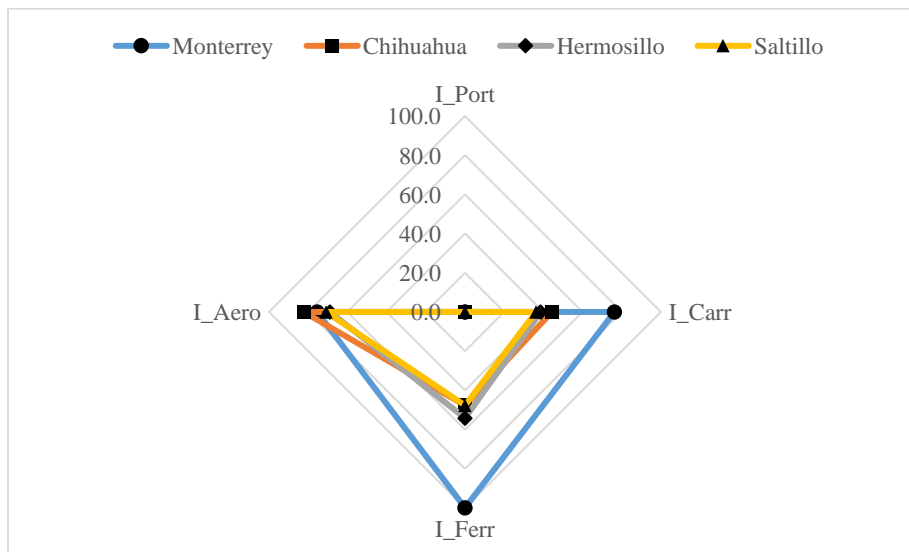 Monterrey Chihuahua Hermosillo Saltillo
I_Port
100.0
80.0
60.0
40.0
20.0
0.0
I_Aero
I_Carr
I_Ferr